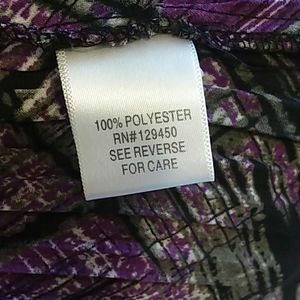 100% POLYESTER
RN#129450
SEE REVERSE
FOR CARE